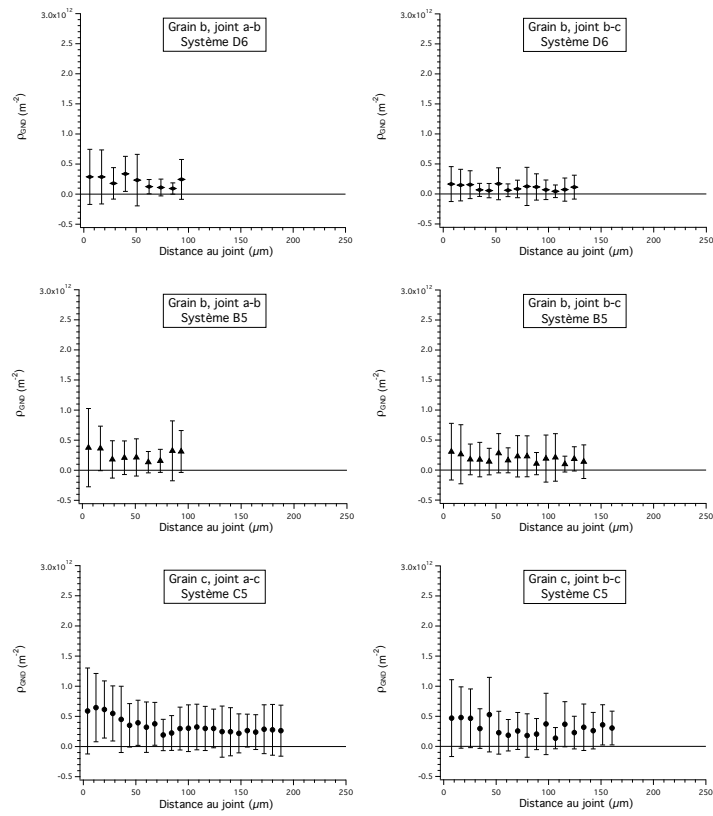 Grain b, joint a-b
Système D6
3.0x10¹²
2.5
2.0
1.5
1.0
0.5
0.0
-0.5
ρGND (m⁻²)
0 50 100 150 200 250
Distance au joint (µm)
Grain b, joint b-c
Système D6
3.0x10¹²
2.5
2.0
1.5
1.0
0.5
0.0
-0.5
ρGND (m⁻²)
0 50 100 150 200 250
Distance au joint (µm)
Grain b, joint a-b
Système B5
3.0x10¹²
2.5
2.0
1.5
1.0
0.5
0.0
-0.5
ρGND (m⁻²)
0 50 100 150 200 250
Distance au joint (µm)
Grain b, joint b-c
Système B5
3.0x10¹²
2.5
2.0
1.5
1.0
0.5
0.0
-0.5
ρGND (m⁻²)
0 50 100 150 200 250
Distance au joint (µm)
Grain c, joint a-c
Système C5
3.0x10¹²
2.5
2.0
1.5
1.0
0.5
0.0
-0.5
ρGND (m⁻²)
0 50 100 150 200 250
Distance au joint (µm)
Grain c, joint b-c
Système C5
3.0x10¹²
2.5
2.0
1.5
1.0
0.5
0.0
-0.5
ρGND (m⁻²)
0 50 100 150 200 250
Distance au joint (µm)